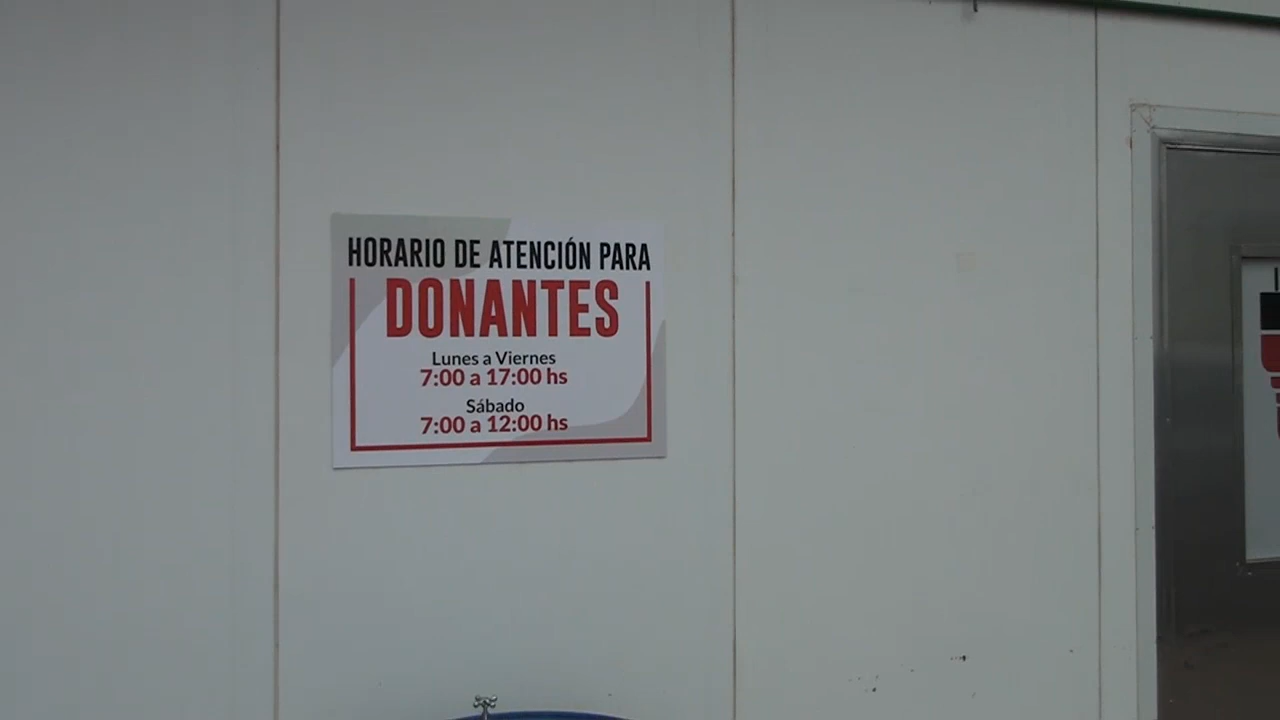 HORARIO DE ATENCIÓN PARA
DONANTES
Lunes a Viernes
7:00 a 17:00 hs
Sábado
7:00 a 12:00 hs